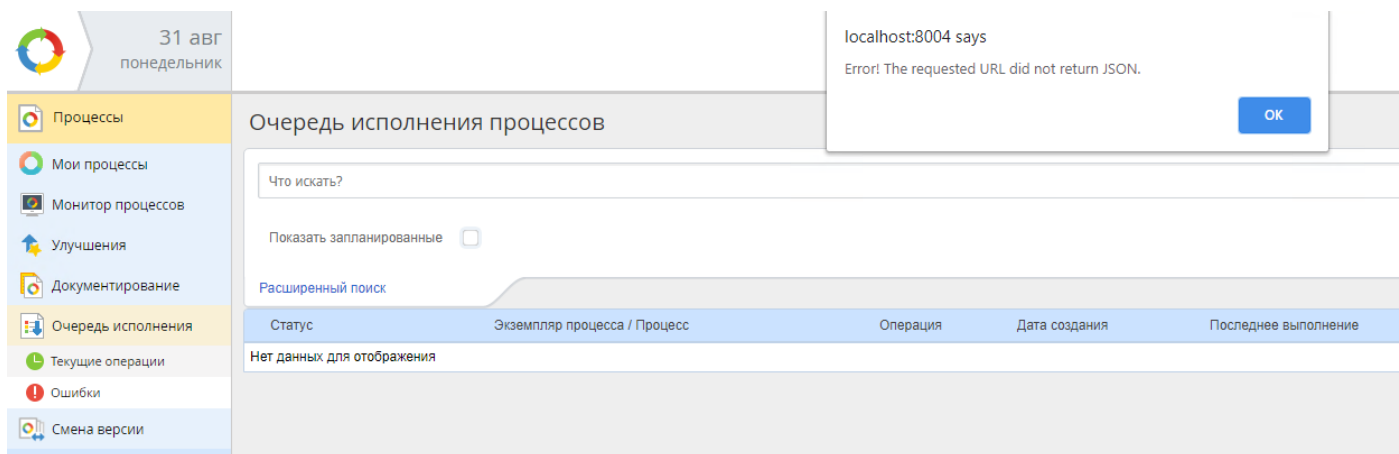 31 авг
понедельник
localhost:8004 says
Error! The requested URL did not return JSON.
OK
Процессы
Мои процессы
Монитор процессов
Улучшения
Документирование
Очередь исполнения
Текущие операции
Ошибки
Смена версии
Очередь исполнения процессов
Что искать?
Показать запланированные
Расширенный поиск
Статус Экземпляр процесса / Процесс Операция Дата создания Последнее выполнение
Нет данных для отображения